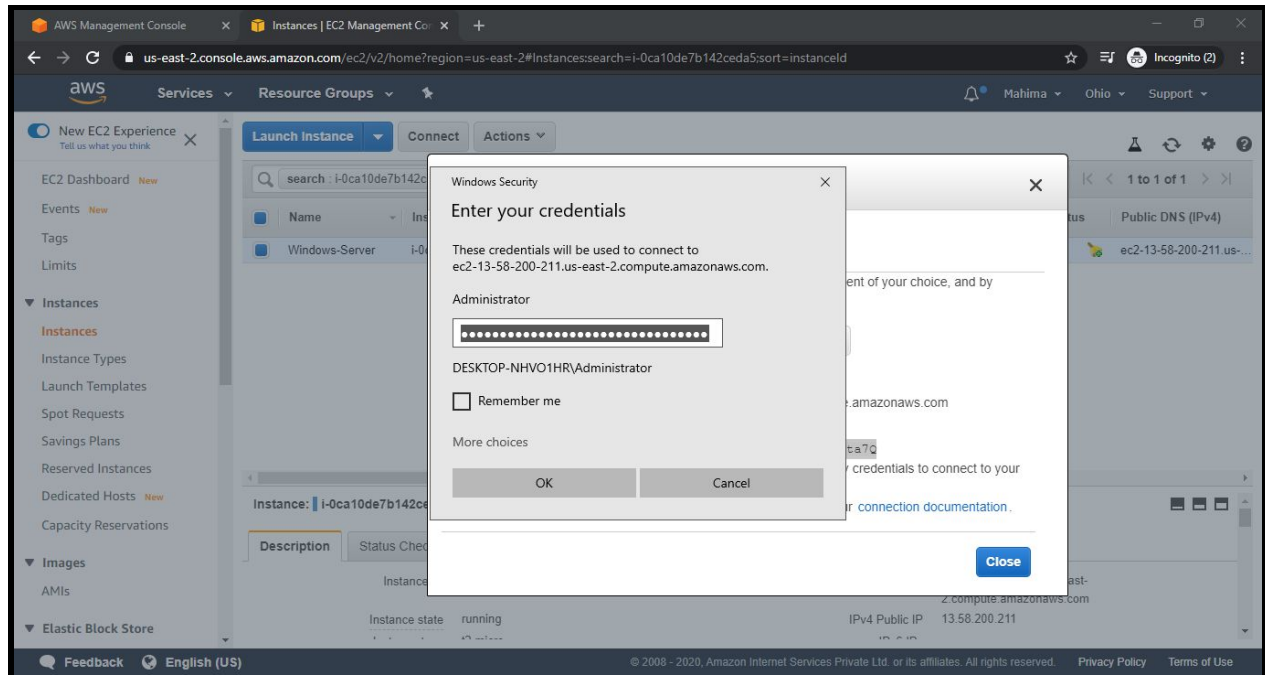 AWS Management Console
Instances | EC2 Management Con
us-east-2.console.aws.amazon.com/ec2/v2/home?region=us-east-2#Instances:search=i-0ca10de7b142ceda5;sort=instanceId
Incognito (2)
aws Services Resource Groups Mahima Ohio Support
New EC2 Experience
Tell us what you think
Launch Instance Connect Actions
EC2 Dashboard New
Events New
Tags
Limits
Instances
Instances
Instance Types
Launch Templates
Spot Requests
Savings Plans
Reserved Instances
Dedicated Hosts New
Capacity Reservations
Images
AMIs
Elastic Block Store
search : i-0ca10de7b142c
1 to 1 of 1
Name Ins tus Public DNS (IPv4)
Windows-Server i-0 ec2-13-58-200-211.us-...
Windows Security
Enter your credentials
These credentials will be used to connect to
ec2-13-58-200-211.us-east-2.compute.amazonaws.com.
Administrator
DESKTOP-NHVO1HR\Administrator
Remember me
More choices
OK Cancel
ent of your choice, and by
.amazonaws.com
ta7Q
credentials to connect to your
connection documentation.
Close
Instance: i-0ca10de7b142ce
Description Status Chec
Instance
ast-
2.compute.amazonaws.com
Instance state running
IPv4 Public IP 13.58.200.211
Feedback English (US)
© 2008 - 2020, Amazon Internet Services Private Ltd. or its affiliates. All rights reserved. Privacy Policy Terms of Use